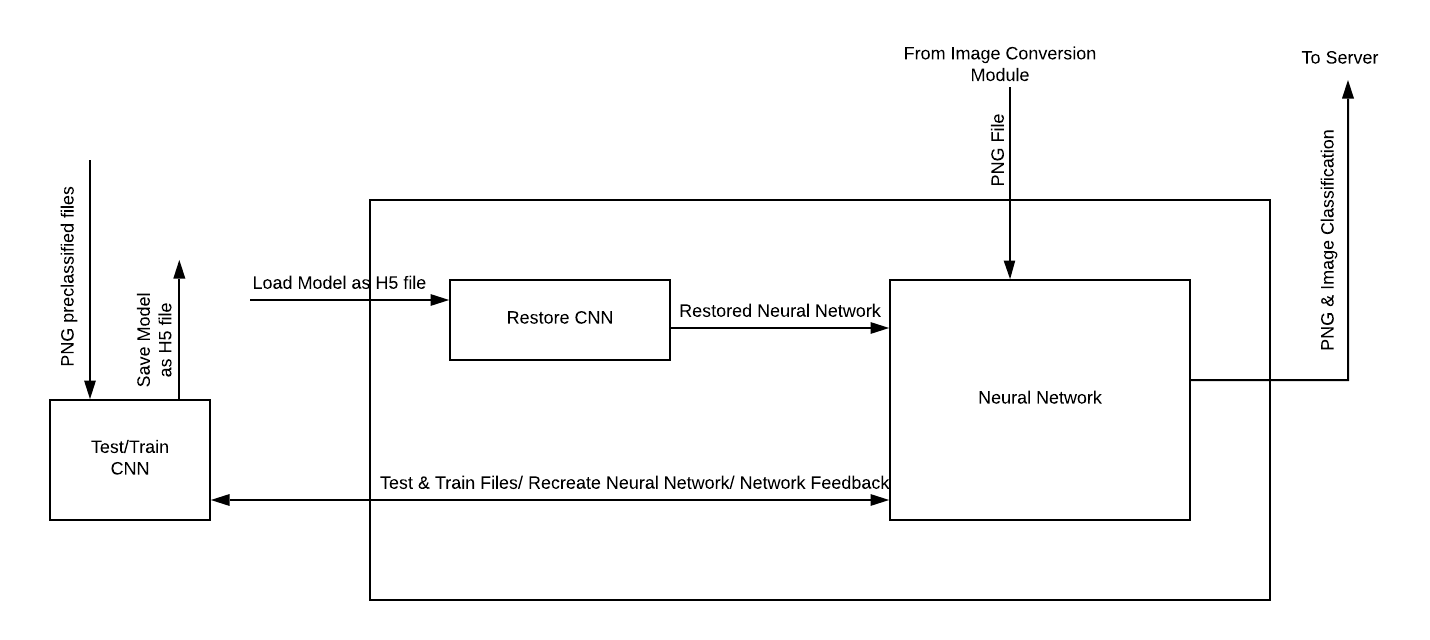 From Image Conversion
Module
To Server
PNG File
PNG & Image Classification
PNG preclassified files
Save Model
as H5 file
Load Model as H5 file
Restore CNN
Restored Neural Network
Neural Network
Test/Train
CNN
Test & Train Files/ Recreate Neural Network/ Network Feedback